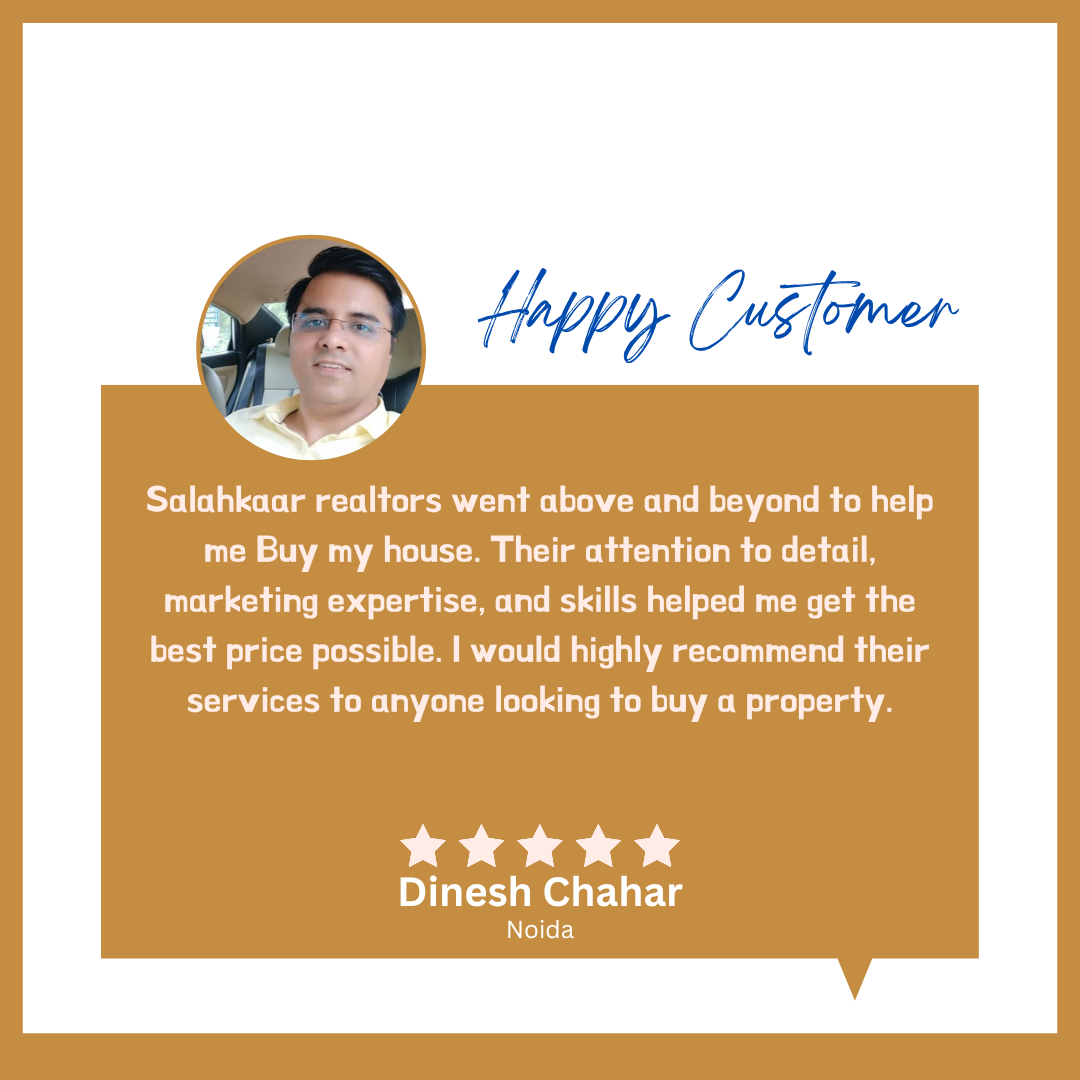 Happy Customer
Salahkaar realtors went above and beyond to help
me Buy my house. Their attention to detail,
marketing expertise, and skills helped me get the
best price possible. I would highly recommend their
services to anyone looking to buy a property.
Dinesh Chahar
Noida